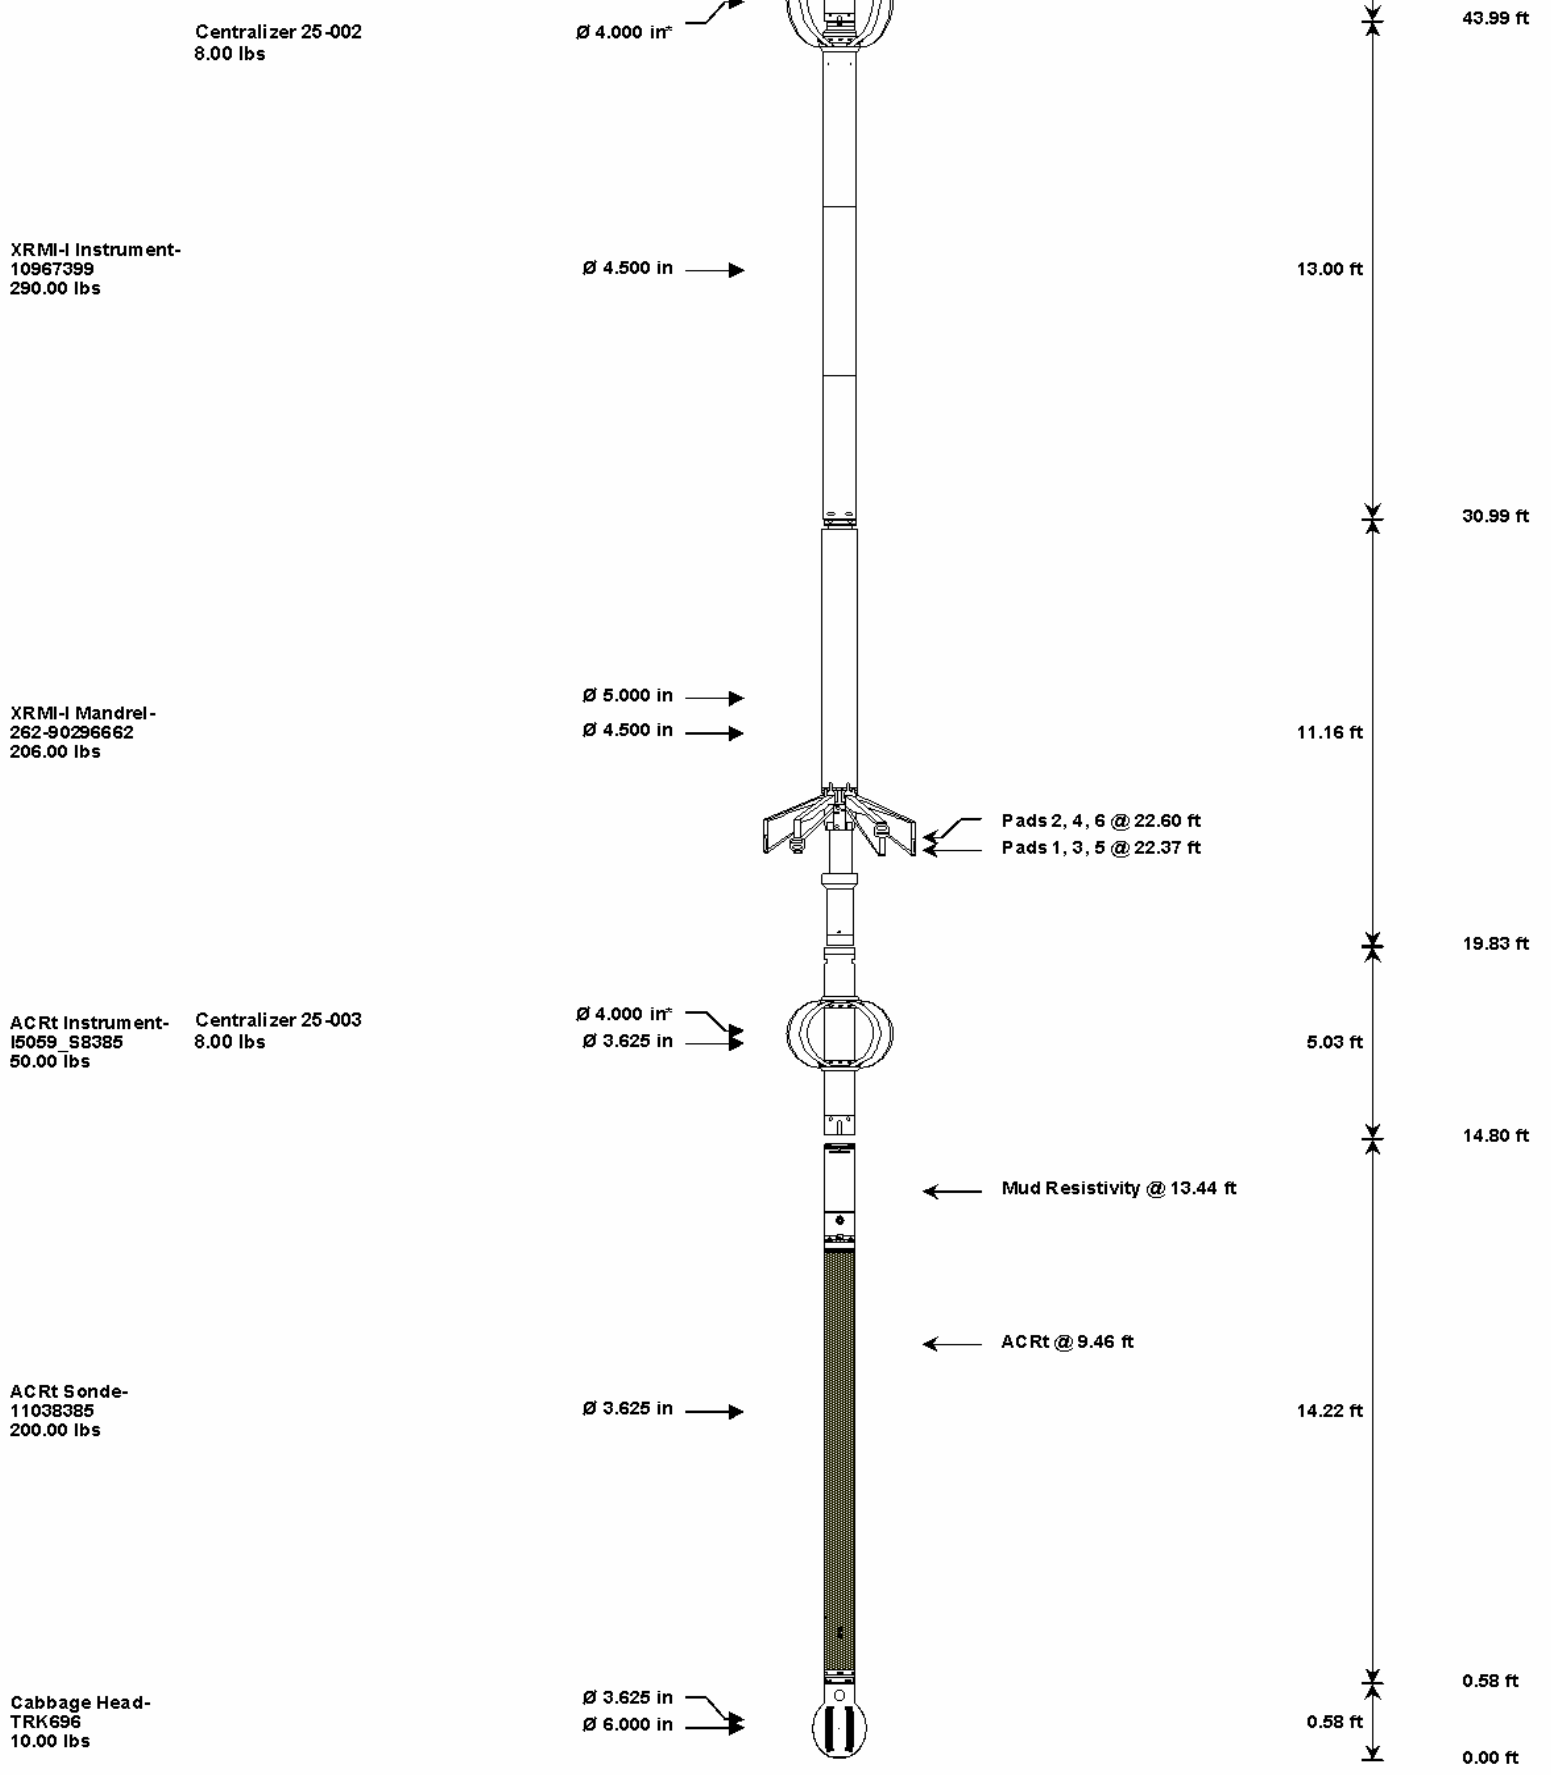 43.99 ft
Centralizer 25-002
8.00 lbs
Ø 4.000 in*
XRMI-I Instrument-
10967399
290.00 lbs
Ø 4.500 in
13.00 ft
30.99 ft
Ø 5.000 in
XRMI-I Mandrel-
262-90296662
206.00 lbs
Ø 4.500 in
11.16 ft
Pads 2, 4, 6 @ 22.60 ft
Pads 1, 3, 5 @ 22.37 ft
19.83 ft
ACRt Instrument-
I5059_S8385
50.00 lbs
Centralizer 25-003
8.00 lbs
Ø 4.000 in*
Ø 3.625 in
5.03 ft
14.80 ft
Mud Resistivity @ 13.44 ft
ACRt @ 9.46 ft
ACRt Sonde-
11038385
200.00 lbs
Ø 3.625 in
14.22 ft
0.58 ft
Cabbage Head-
TRK696
10.00 lbs
Ø 3.625 in
Ø 6.000 in
0.58 ft
0.00 ft